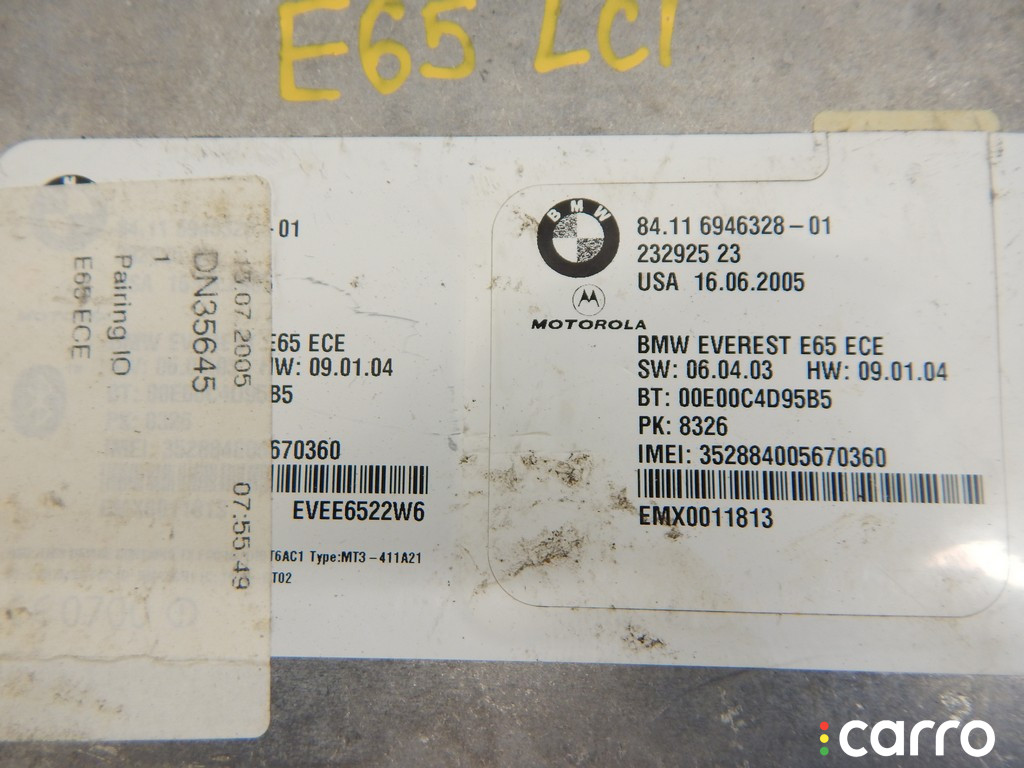 E65 LCI
84.11 6946328-01
232925 23
USA 16.06.2005
BMW
MOTOROLA
BMW EVEREST E65 ECE
SW: 06.04.03 HW: 09.01.04
BT: 00E00C4D95B5
PK: 8326
IMEI: 352884005670360
EMX0011813
-01
E65 ECE
HW: 09.01.04
B5
670360
EVEE6522W6
T6AC1 Type:MT3-411A21
T02
15.07.2005 07.55.49
DN35645
1
Pairing IO
E65 ECE
carro